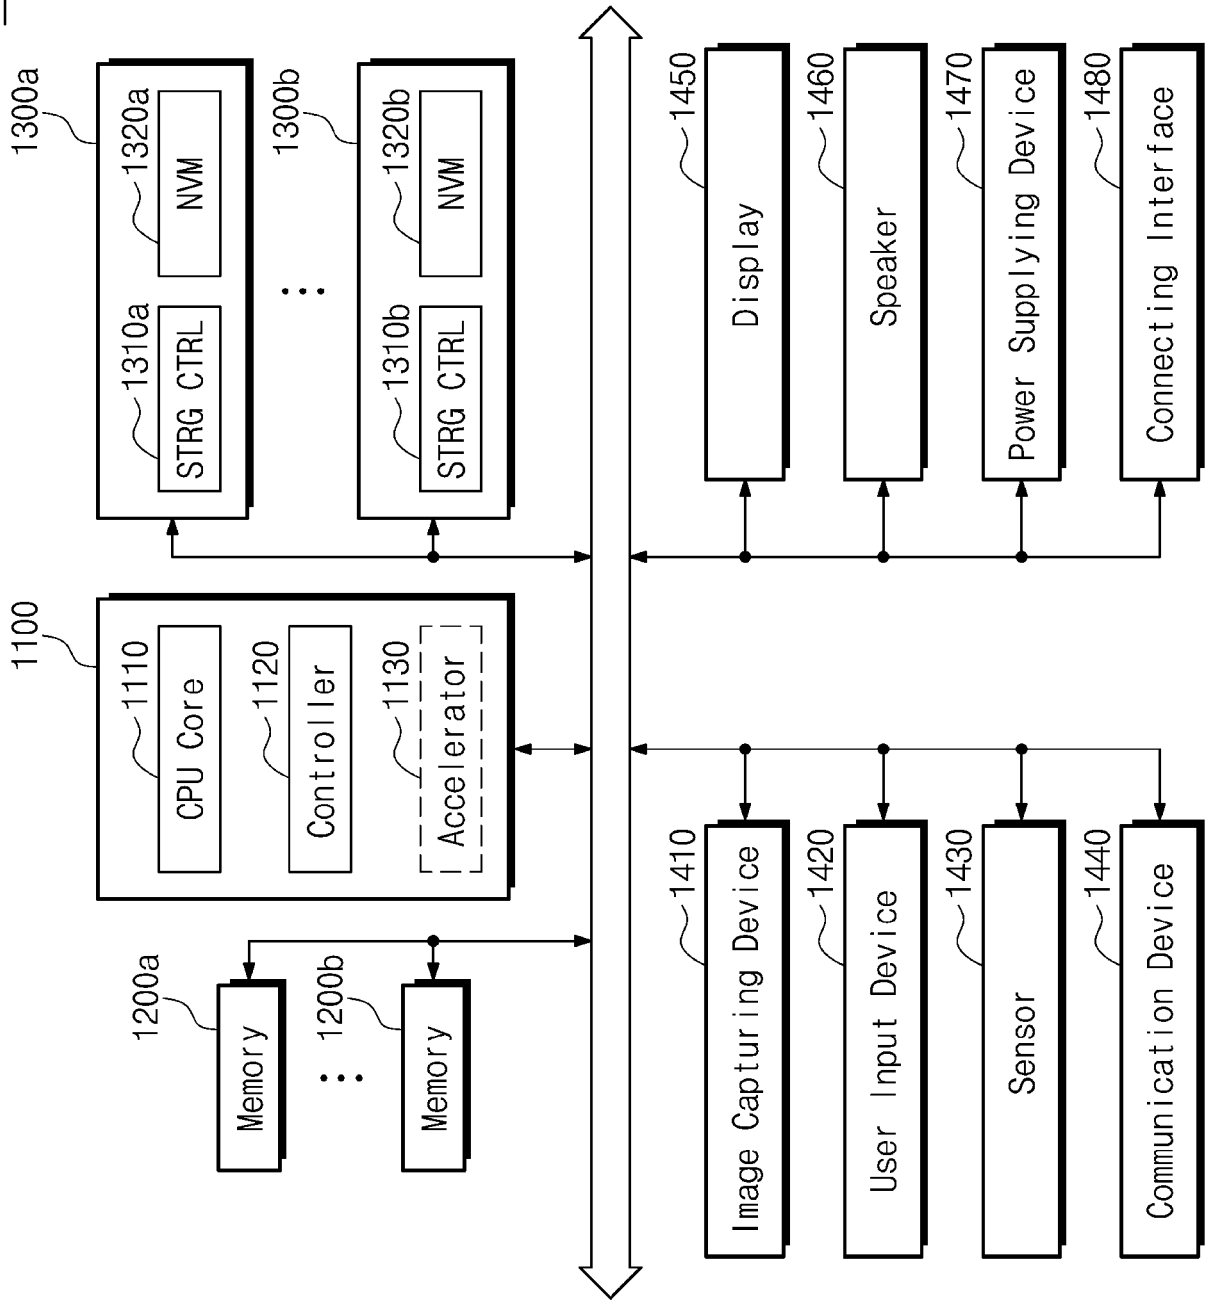 1100
1110
CPU Core
1120
Controller
1130
Accelerator
1200a
Memory
1200b
Memory
1300a
1310a
STRG CTRL
1320a
NVM
1300b
1310b
STRG CTRL
1320b
NVM
1410
Image Capturing Device
1420
User Input Device
1430
Sensor
1440
Communication Device
1450
Display
1460
Speaker
1470
Power Supplying Device
1480
Connecting Interface